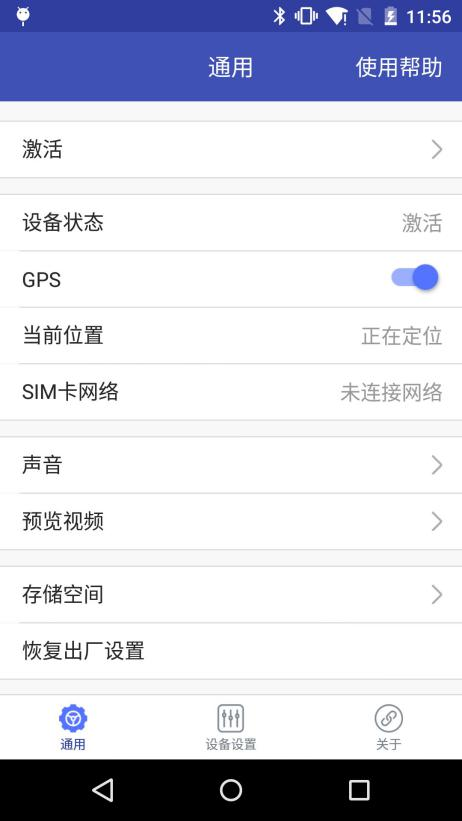 11:56
通用
使用帮助
激活
设备状态
激活
GPS
当前位置
正在定位
SIM卡网络
未连接网络
声音
预览视频
存储空间
恢复出厂设置
通用
设备设置
关于